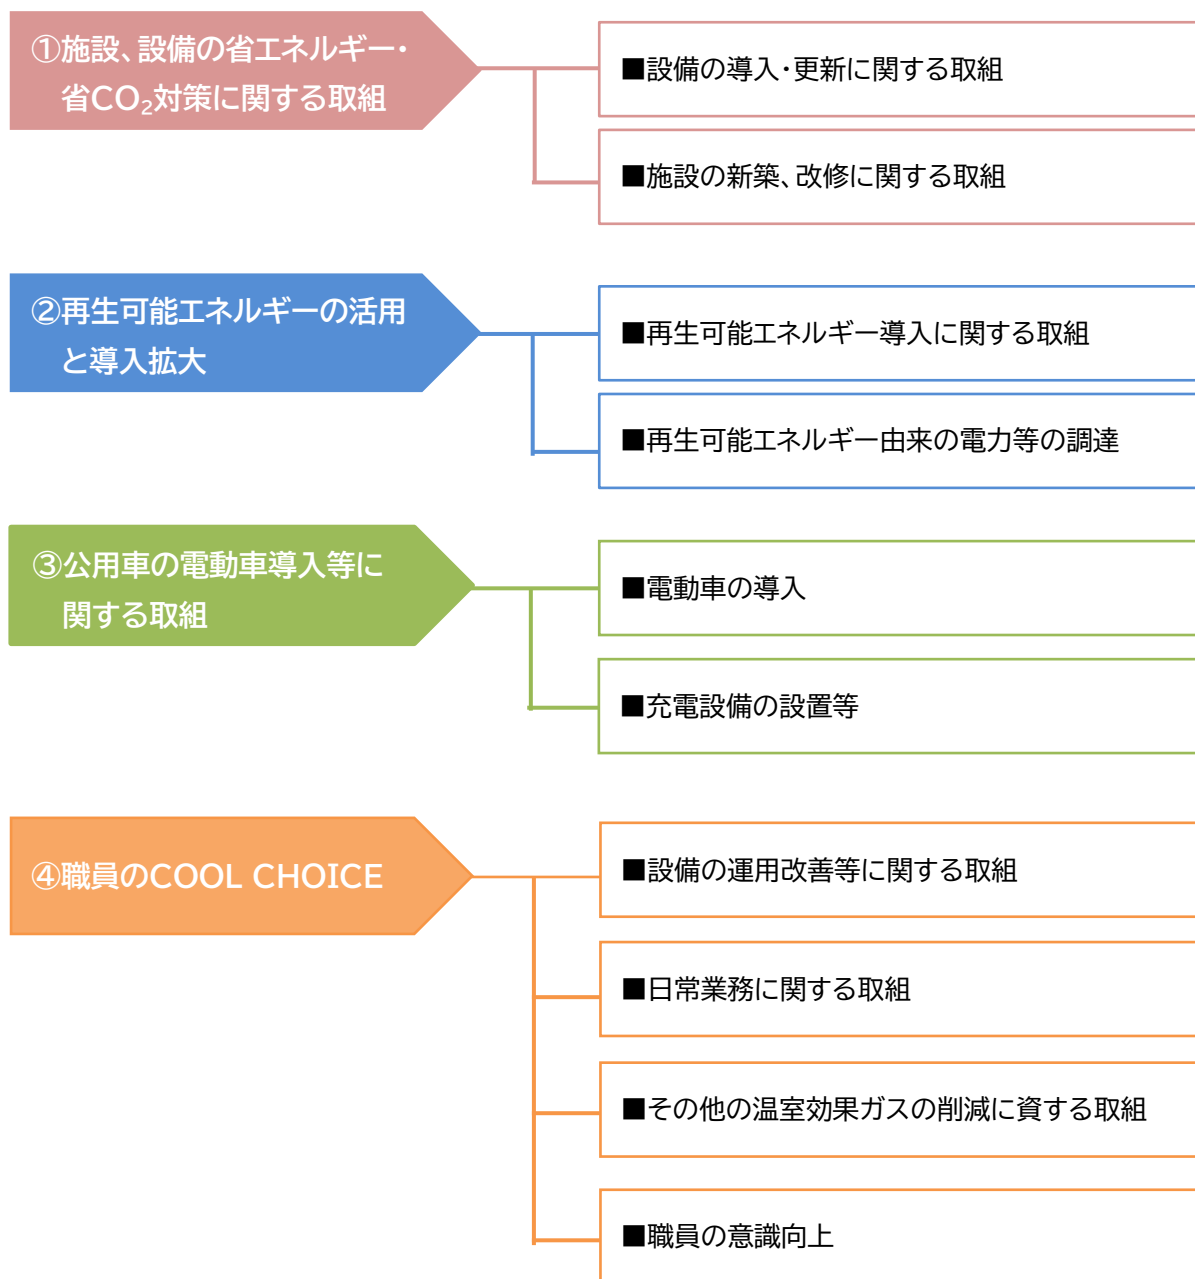 ①施設、設備の省エネルギー・
省CO₂対策に関する取組
■設備の導入・更新に関する取組
■施設の新築、改修に関する取組
②再生可能エネルギーの活用
と導入拡大
■再生可能エネルギー導入に関する取組
■再生可能エネルギー由来の電力等の調達
③公用車の電動車導入等に
関する取組
■電動車の導入
■充電設備の設置等
④職員のCOOL CHOICE
■設備の運用改善等に関する取組
■日常業務に関する取組
■その他の温室効果ガスの削減に資する取組
■職員の意識向上